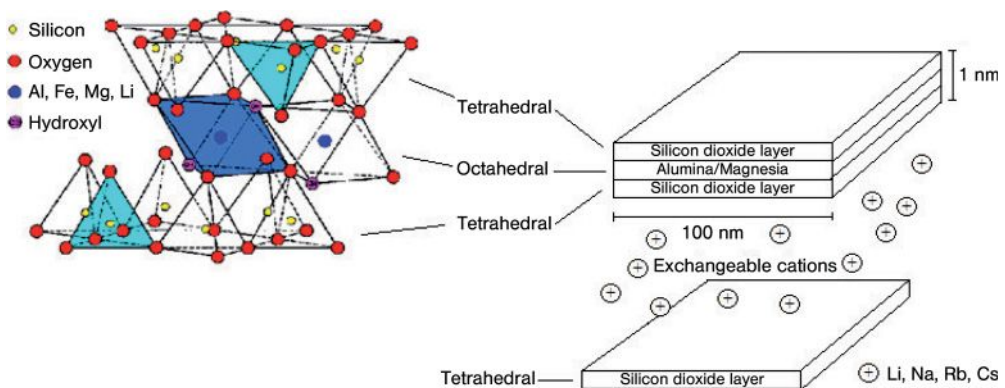 Silicon
Oxygen
Al, Fe, Mg, Li
Hydroxyl
Tetrahedral
Octahedral
Tetrahedral
1 nm
Silicon dioxide layer
Alumina/Magnesia
Silicon dioxide layer
100 nm
Exchangeable cations
Tetrahedral
Silicon dioxide layer
Li, Na, Rb, Cs